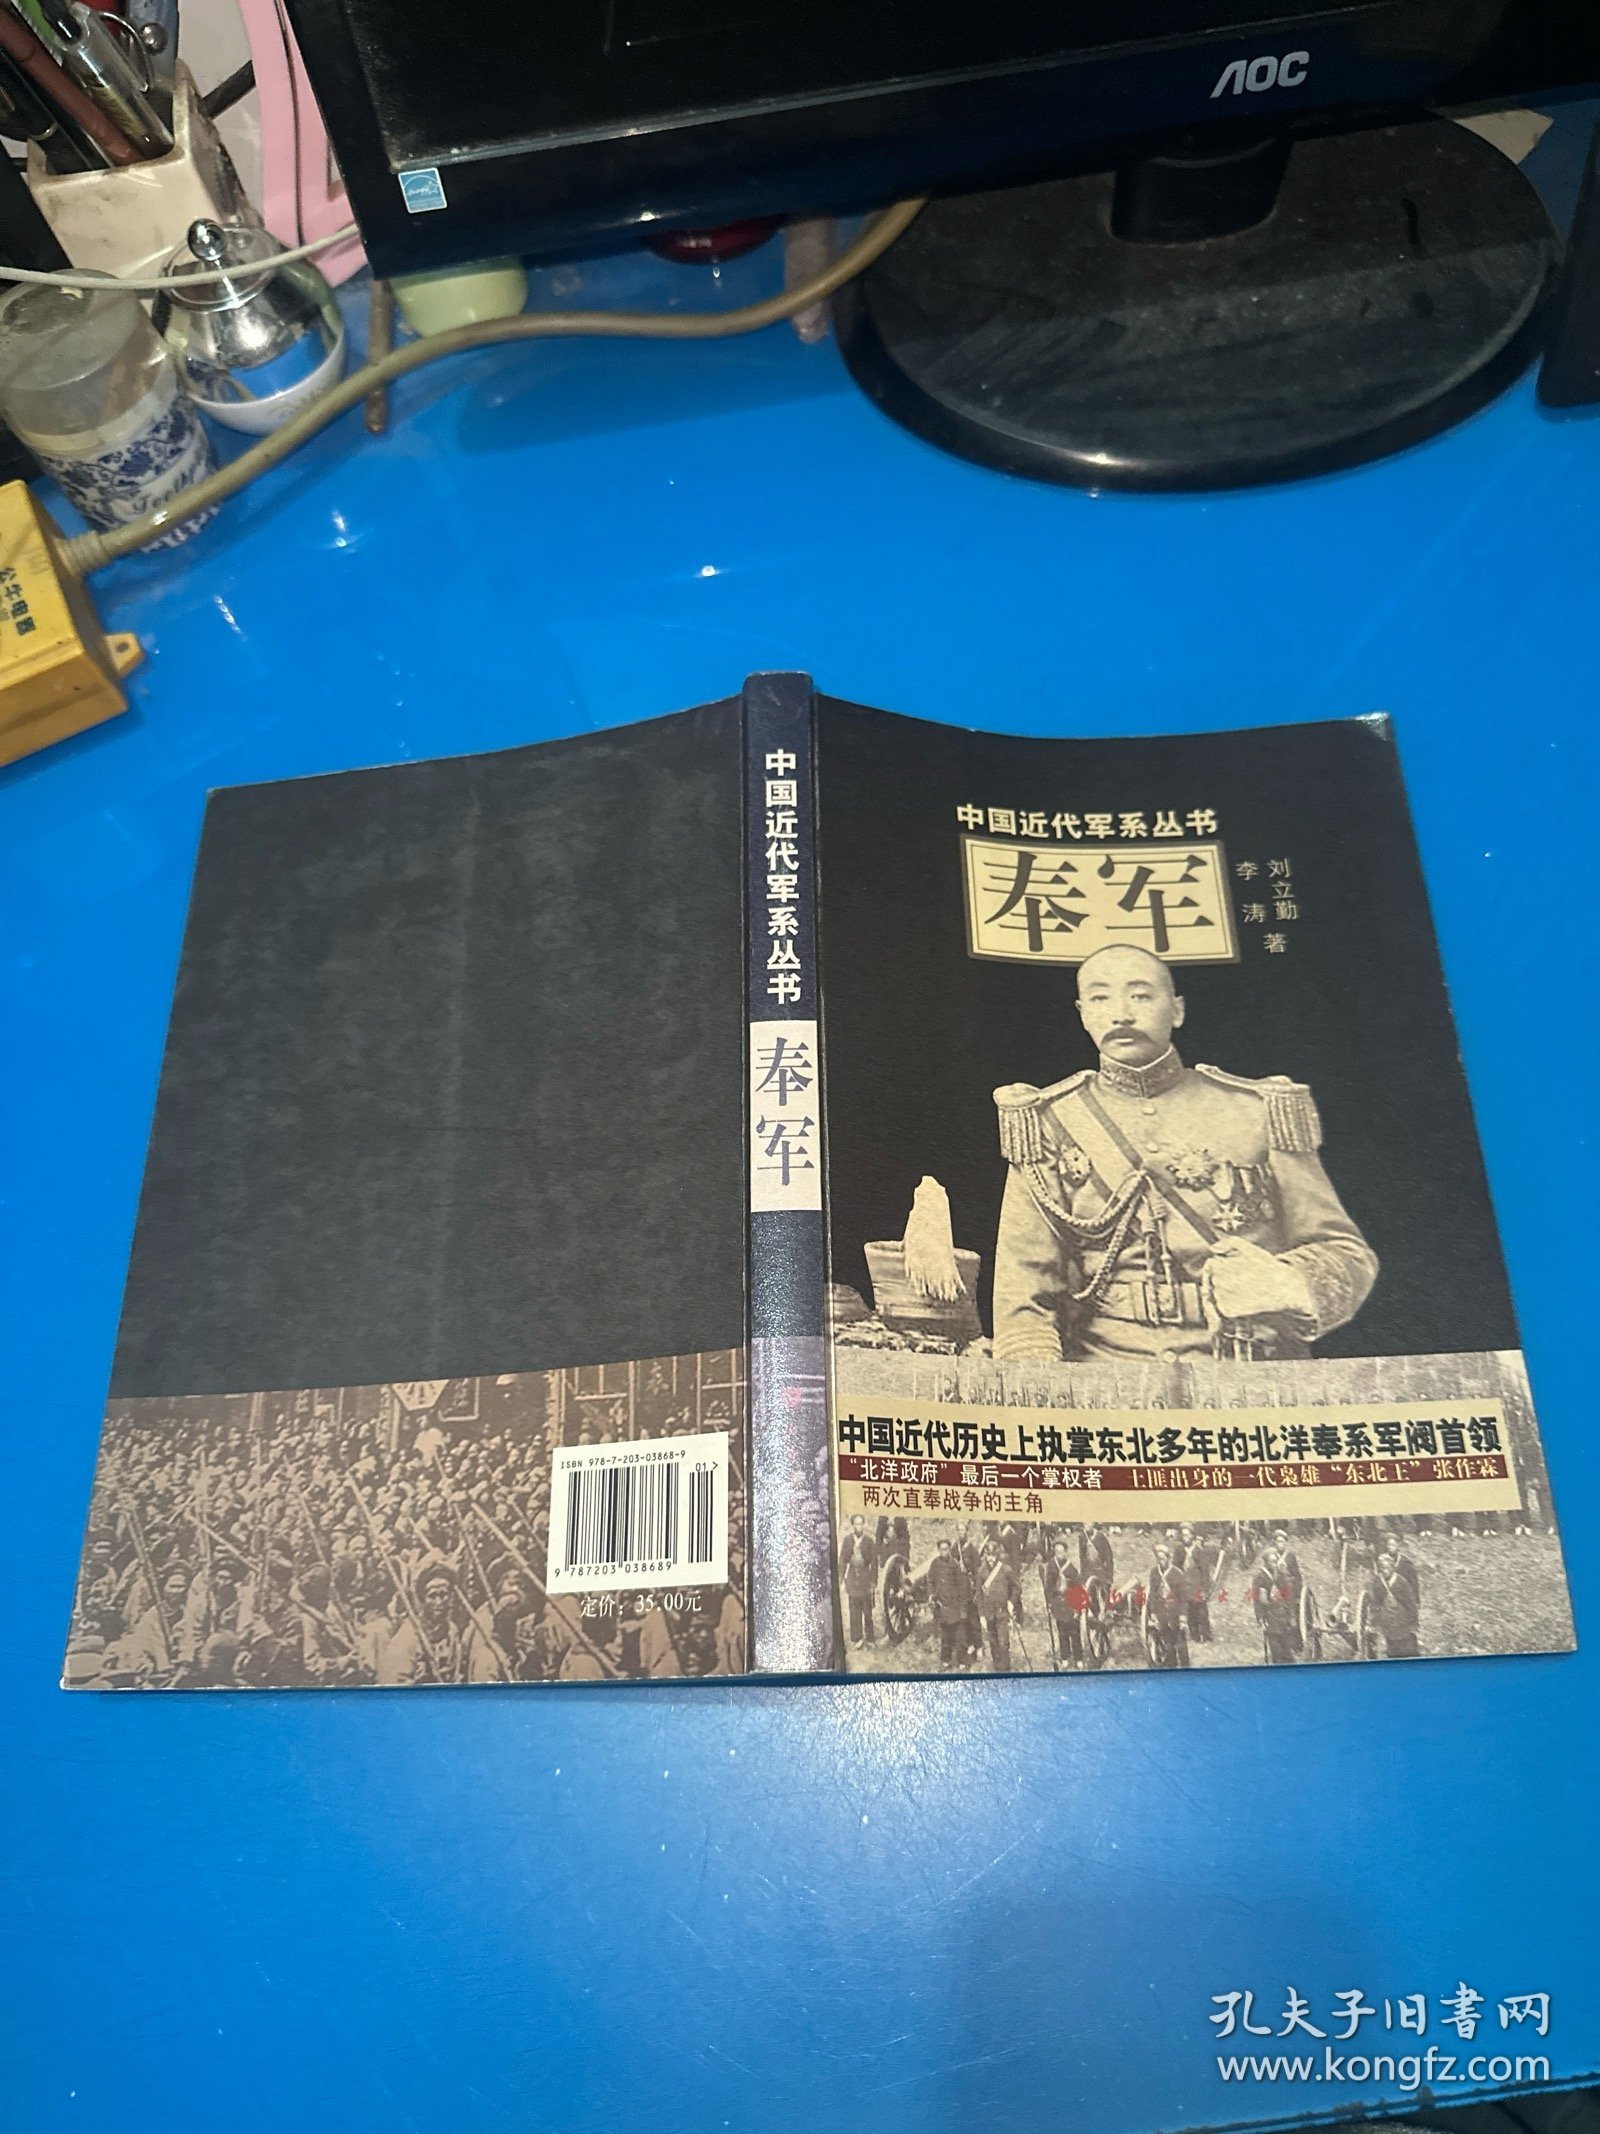 AOC
公牛电器
中国近代军系丛书
奉军
中国近代军系丛书
奉军
刘立勤
李涛
著
中国近代历史上执掌东北多年的北洋奉系军阀首领
“北洋政府”最后一个掌权者 土匪出身的一代枭雄“东北王”张作霖
两次直奉战争的主角
ISBN 978-7-203-03868-9
01>
9 787203 038689
定价：35.00元
孔夫子旧书网
www.kongfz.com